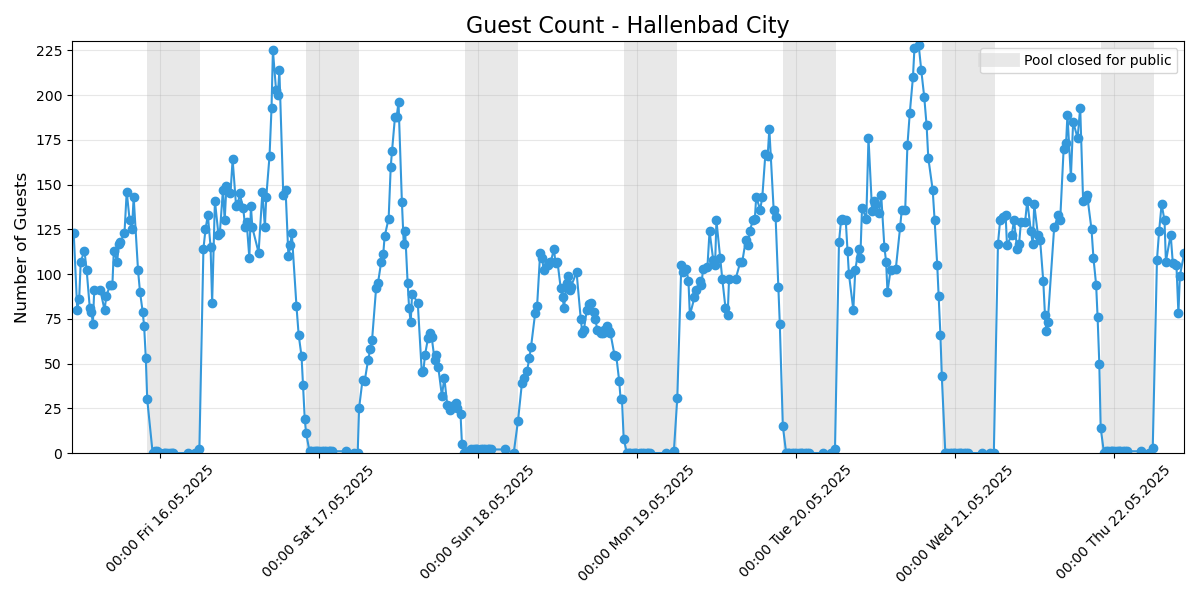 Guest Count - Hallenbad City
Pool closed for public
Number of Guests
225
200
175
150
125
100
75
50
25
0
00:00 Fri 16.05.2025
00:00 Sat 17.05.2025
00:00 Sun 18.05.2025
00:00 Mon 19.05.2025
00:00 Tue 20.05.2025
00:00 Wed 21.05.2025
00:00 Thu 22.05.2025